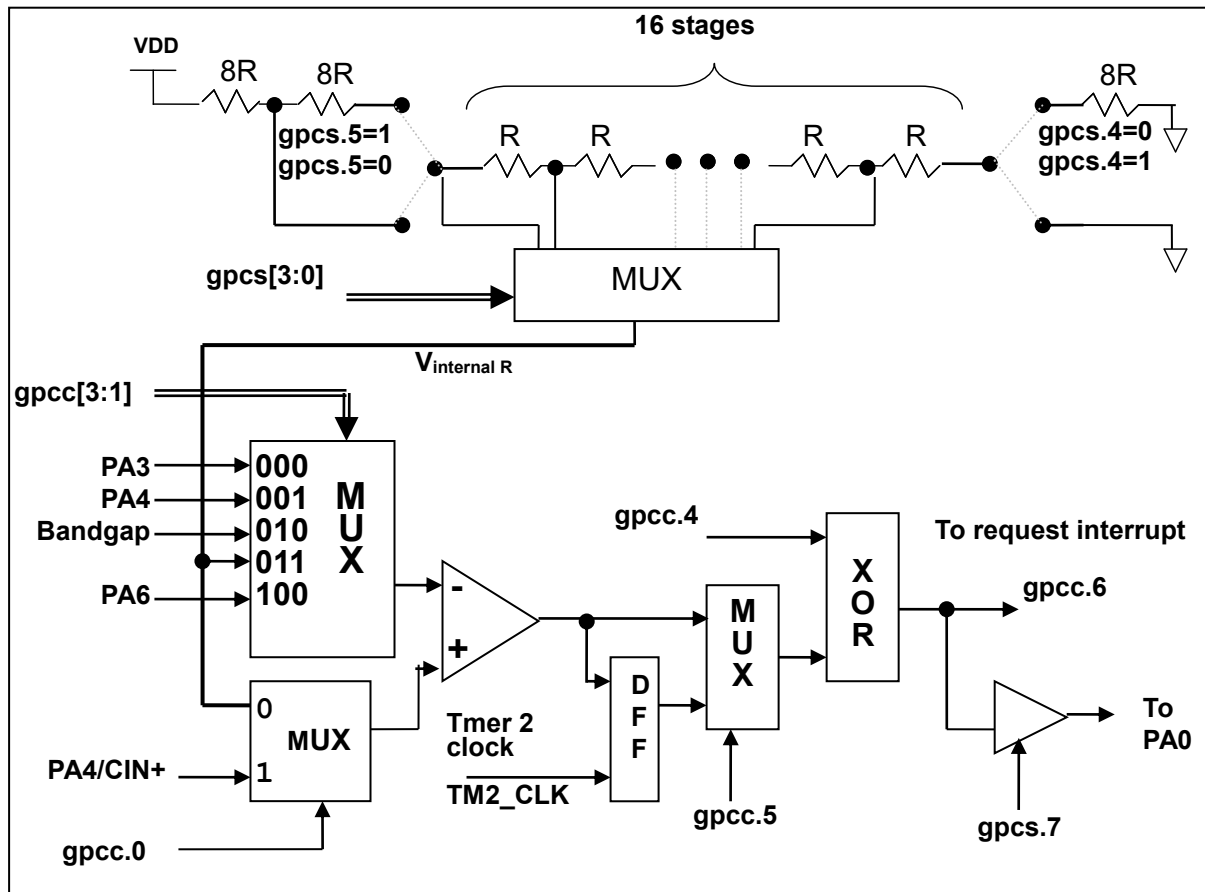 16 stages
VDD
8R
8R
8R
gpcs.5=1
gpcs.5=0
R
R
R
R
gpcs.4=0
gpcs.4=1
gpcs[3:0]
MUX
Vinternal R
gpcc[3:1]
PA3
000
PA4
001
Bandgap
010
011
PA6
100
M
U
X
-
+
gpcc.4
To request interrupt
X
O
R
gpcc.6
M
U
X
D
F
F
0
MUX
PA4/CIN+
1
Tmer 2
clock
TM2_CLK
To
PA0
gpcc.0
gpcc.5
gpcs.7